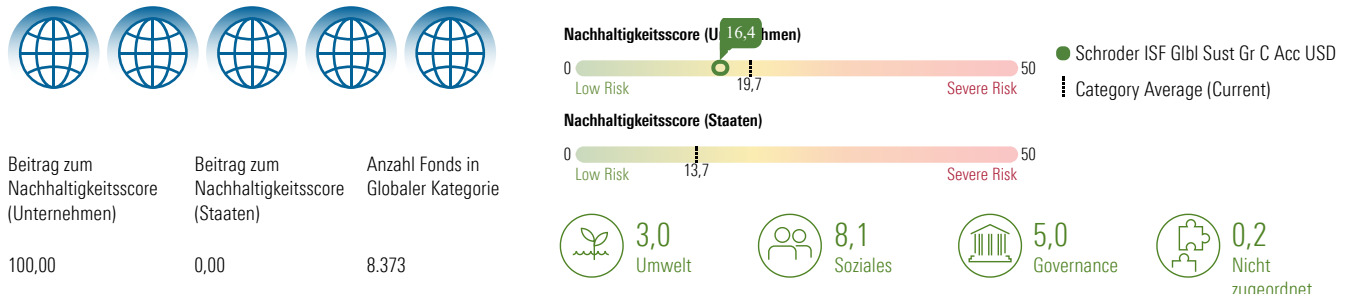 Beitrag zum
Nachhaltigkeitsscore
(Unternehmen)
100,00
Beitrag zum
Nachhaltigkeitsscore
(Staaten)
0,00
Anzahl Fonds in
Globaler Kategorie
8.373
Nachhaltigkeitsscore (U hmen)
16,4
0
50
Low Risk
19,7
Severe Risk
Nachhaltigkeitsscore (Staaten)
0
50
Low Risk
13,7
Severe Risk
Schroder ISF Glbl Sust Gr C Acc USD
Category Average (Current)
3,0
Umwelt
8,1
Soziales
5,0
Governance
0,2
Nicht
zugeordnet